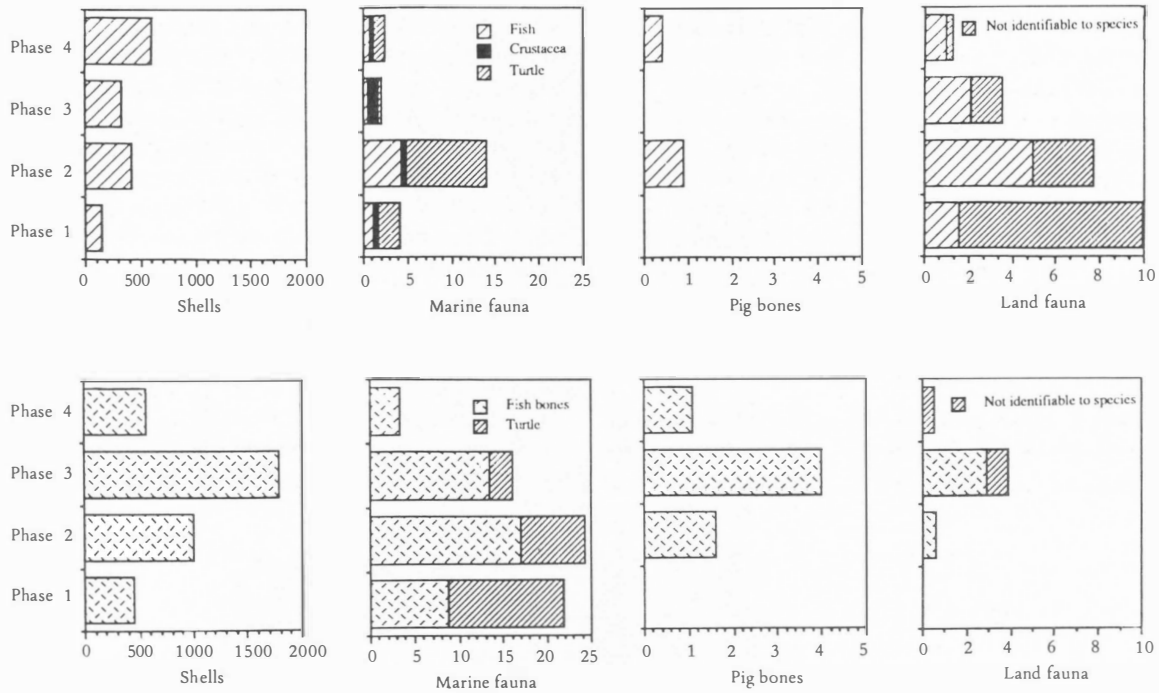 Phase 4
Phase 3
Phase 2
Phase 1
0 500 1000 1500 2000
Shells
Fish
Crustacea
Turtle
0 5 10 15 20 25
Marine fauna
0 1 2 3 4 5
Pig bones
Not identifiable to species
0 2 4 6 8 10
Land fauna
Phase 4
Phase 3
Phase 2
Phase 1
0 500 1000 1500 2000
Shells
Fish bones
Turtle
0 5 10 15 20 25
Marine fauna
0 1 2 3 4 5
Pig bones
Not identifiable to species
0 2 4 6 8 10
Land fauna